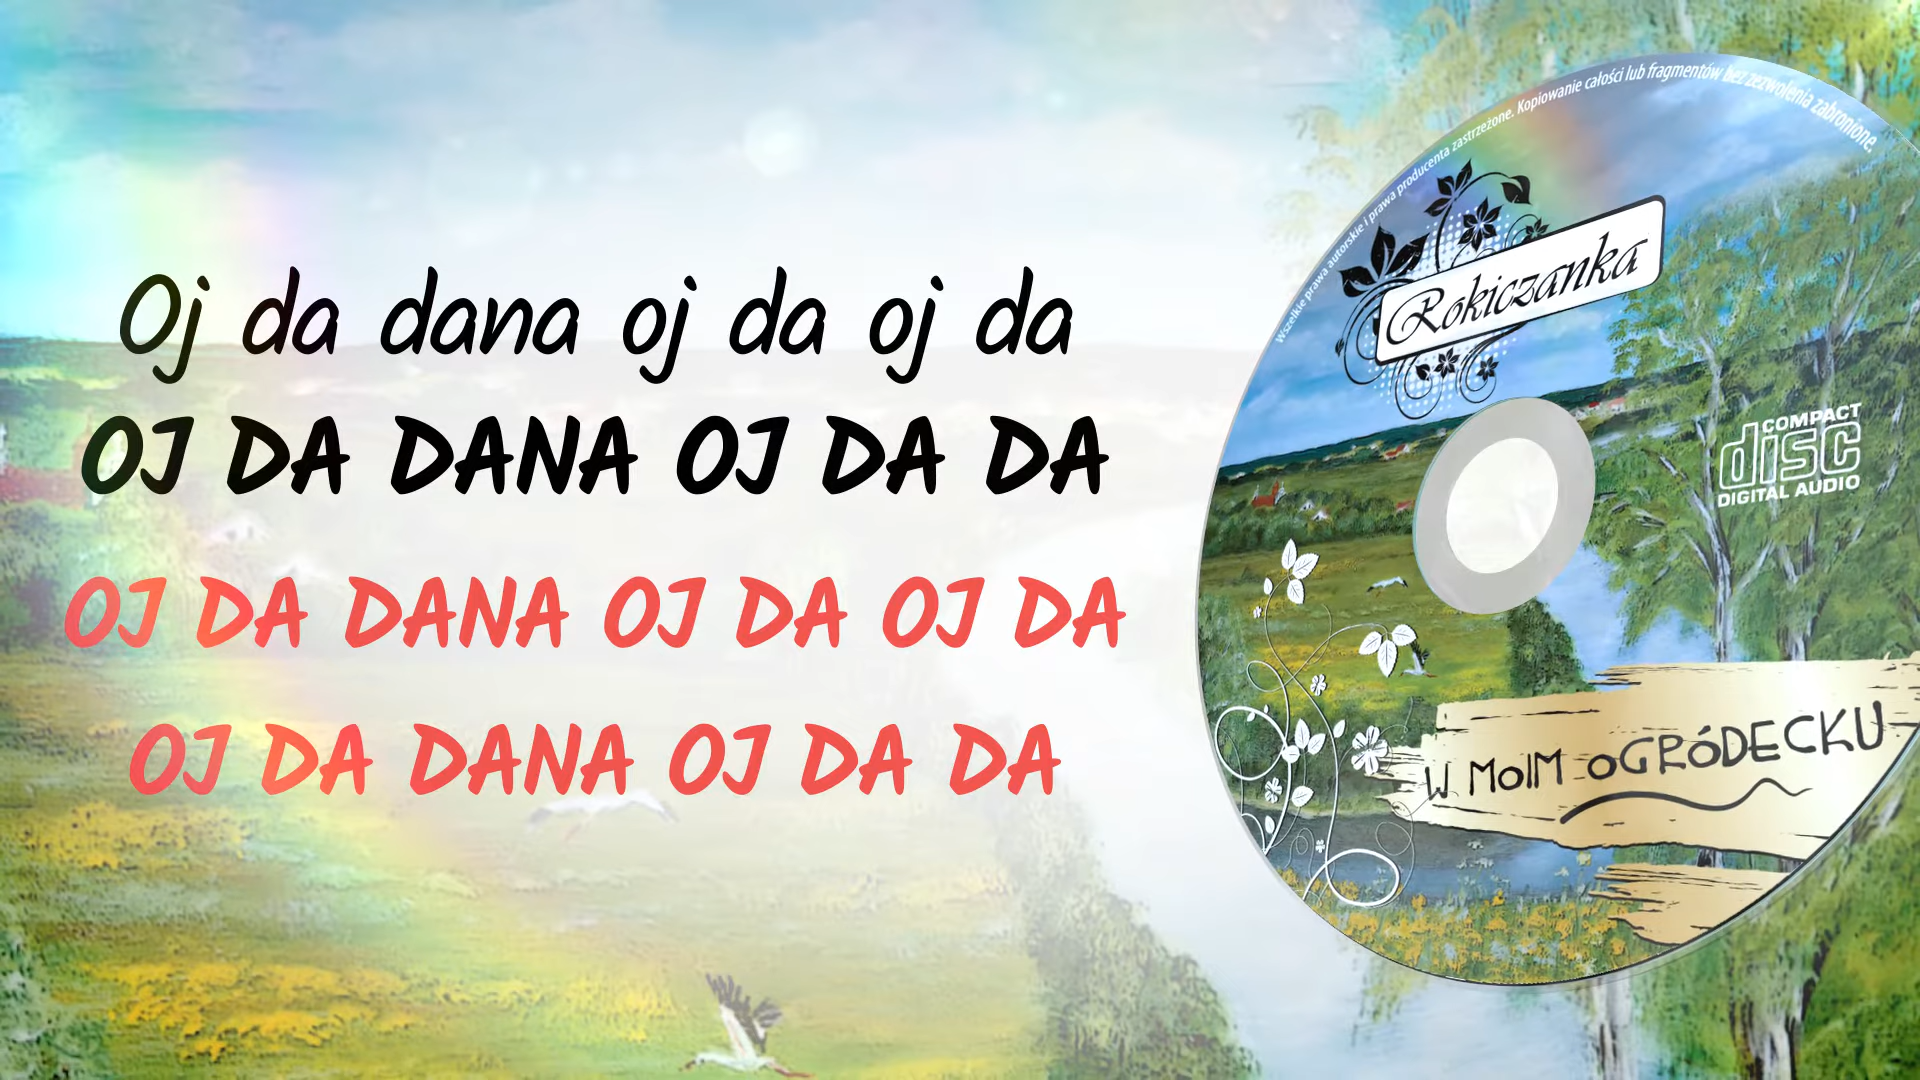 Oj da dana oj da oj da
OJ DA DANA OJ DA DA
OJ DA DANA OJ DA OJ DA
OJ DA DANA OJ DA DA
Wszelkie prawa autorskie i prawa producenta zastrzeżone. Kopiowanie całości lub fragmentów bez zezwolenia zabronione.
Rokiczanka
COMPACT
disc
DIGITAL AUDIO
W MOIM OGRÓDECKU